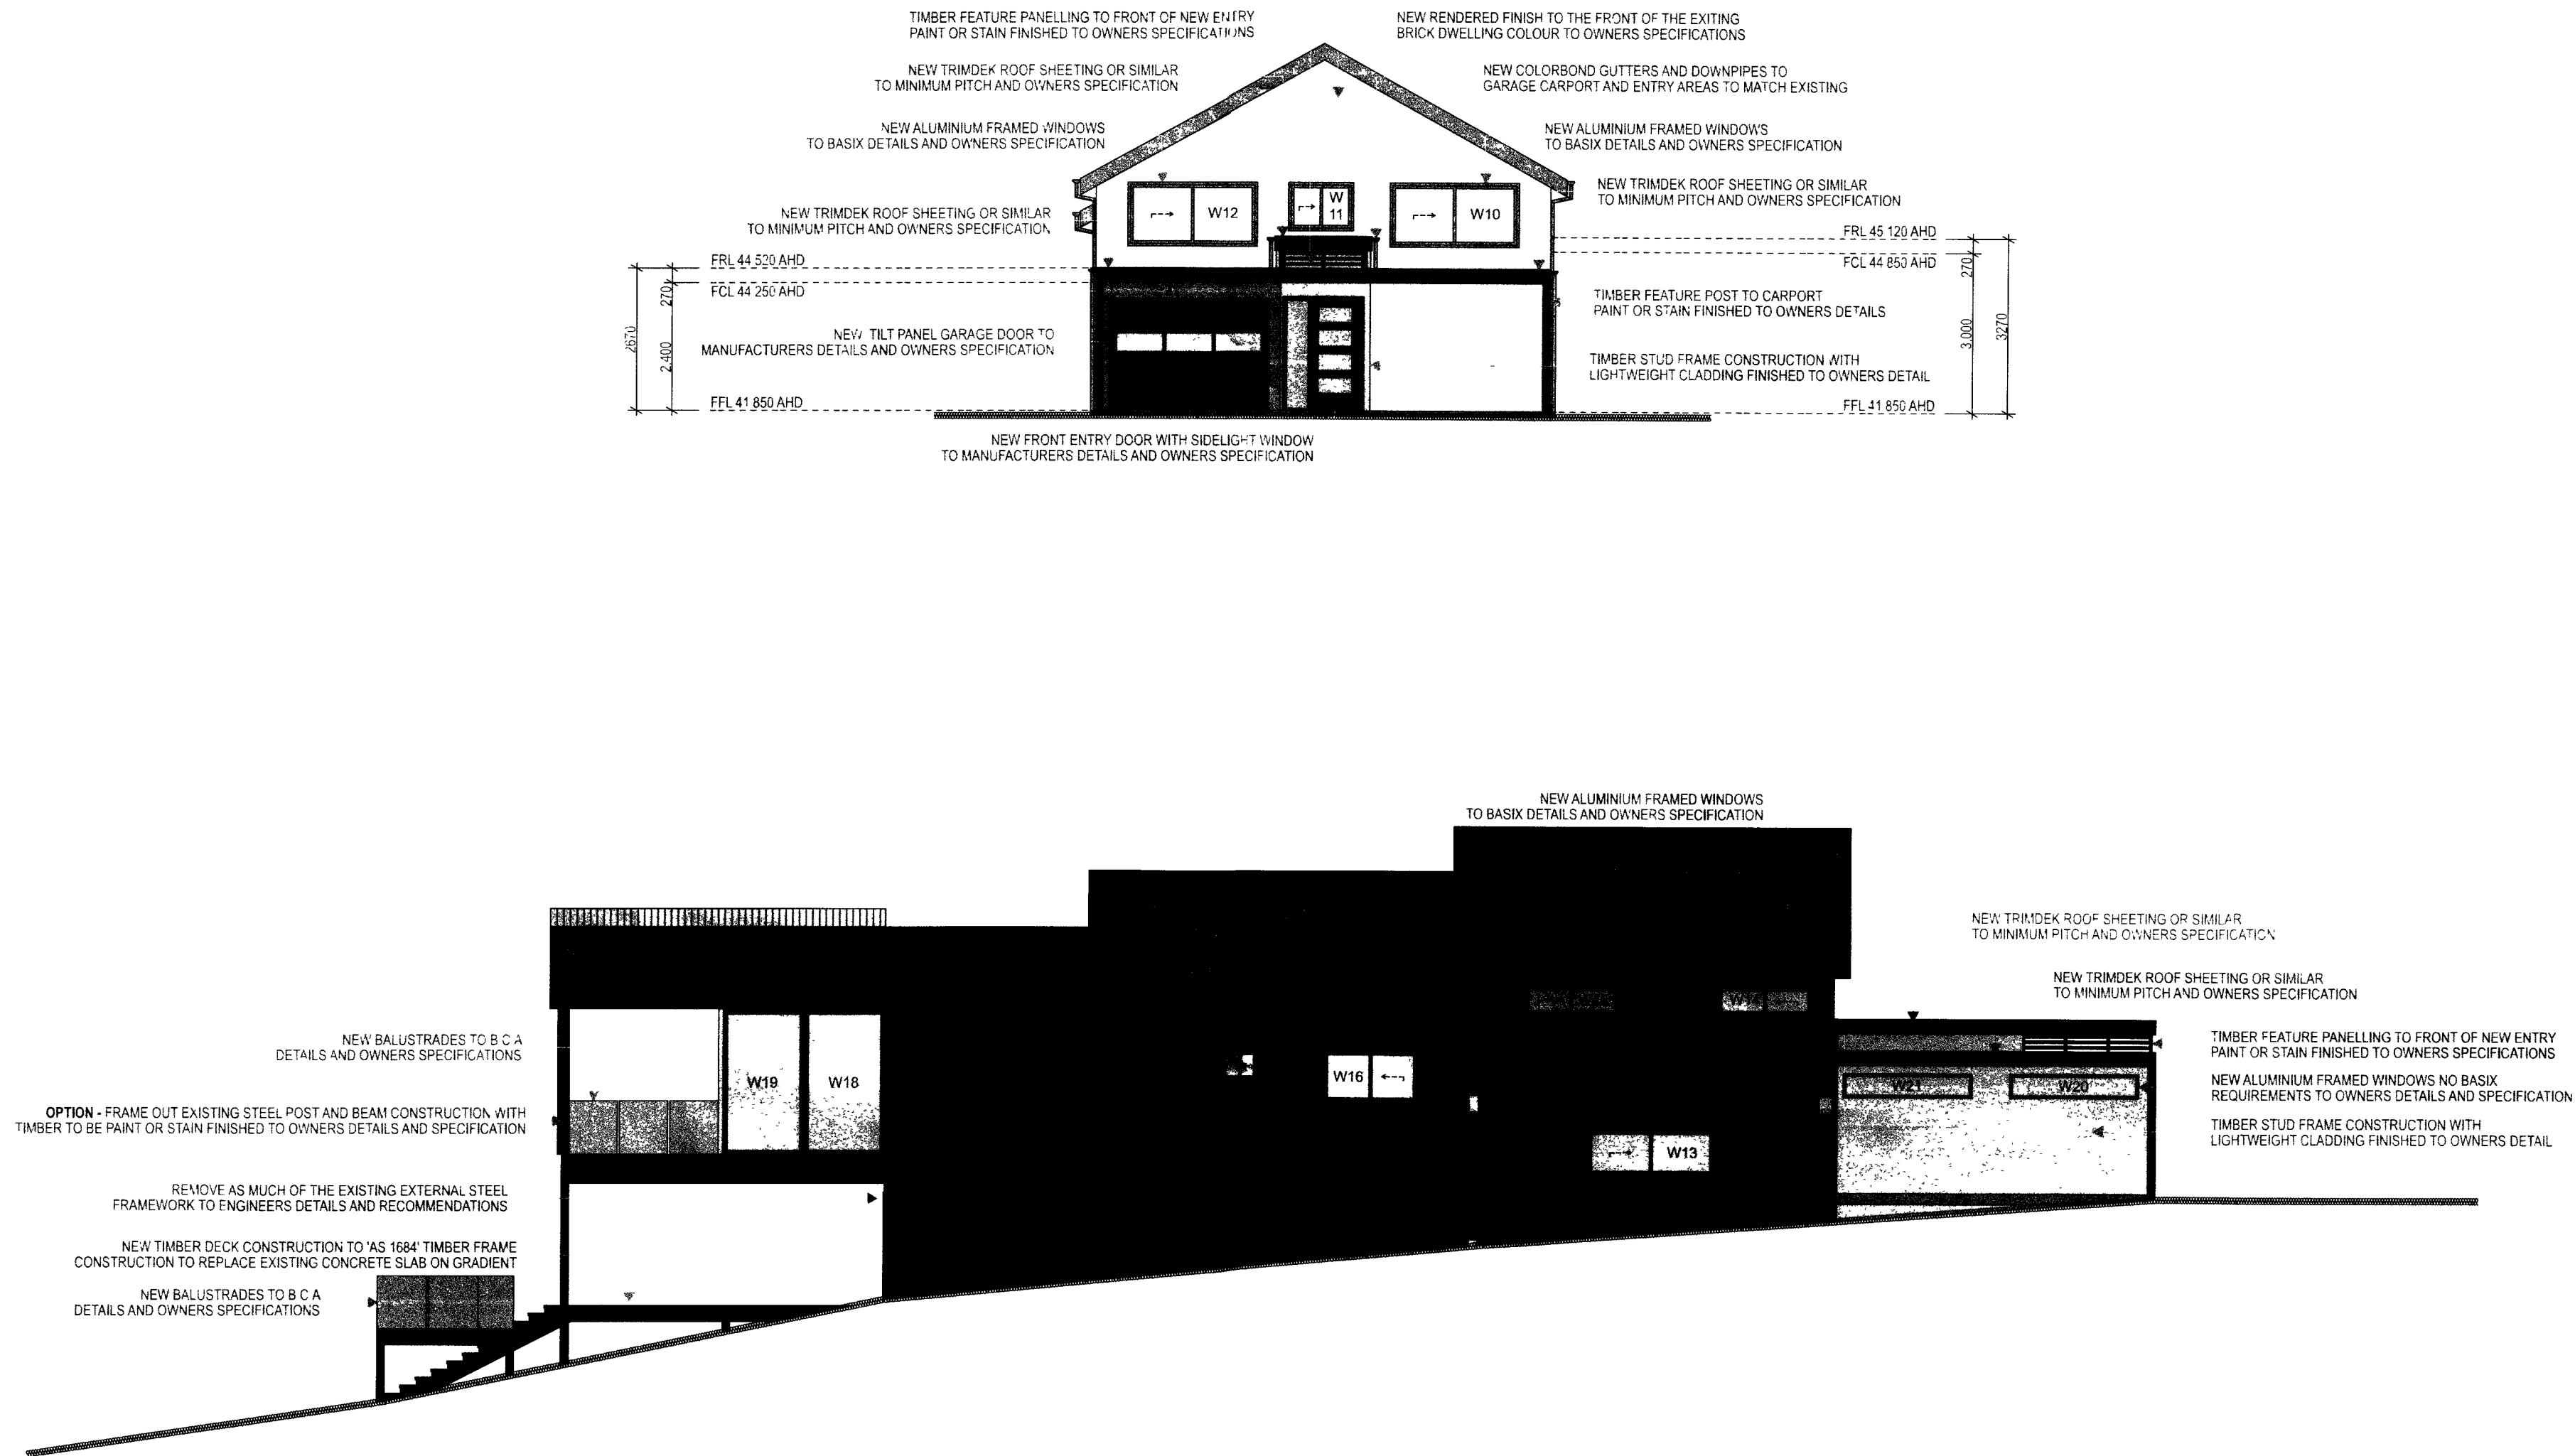 TIMBER FEATURE PANELLING TO FRONT OF NEW ENTRY
PAINT OR STAIN FINISHED TO OWNERS SPECIFICATIONS
NEW RENDERED FINISH TO THE FRONT OF THE EXITING
BRICK DWELLING COLOUR TO OWNERS SPECIFICATIONS
NEW TRIMDEK ROOF SHEETING OR SIMILAR
TO MINIMUM PITCH AND OWNERS SPECIFICATION
NEW COLORBOND GUTTERS AND DOWNPIPES TO
GARAGE CARPORT AND ENTRY AREAS TO MATCH EXISTING
NEW ALUMINIUM FRAMED WINDOWS
TO BASIX DETAILS AND OWNERS SPECIFICATION
NEW ALUMINIUM FRAMED WINDOWS
TO BASIX DETAILS AND OWNERS SPECIFICATION
NEW TRIMDEK ROOF SHEETING OR SIMILAR
TO MINIMUM PITCH AND OWNERS SPECIFICATION
NEW TRIMDEK ROOF SHEETING OR SIMILAR
TO MINIMUM PITCH AND OWNERS SPECIFICATION
W12
W
11
W10
FRL 45 120 AHD
FCL 44 850 AHD
FRL 44 520 AHD
FCL 44 250 AHD
270
270
2670
2,400
3,000
3270
TIMBER FEATURE POST TO CARPORT
PAINT OR STAIN FINISHED TO OWNERS DETAILS
NEW TILT PANEL GARAGE DOOR TO
MANUFACTURERS DETAILS AND OWNERS SPECIFICATION
TIMBER STUD FRAME CONSTRUCTION WITH
LIGHTWEIGHT CLADDING FINISHED TO OWNERS DETAIL
FFL 41 850 AHD
FFL 41 850 AHD
NEW FRONT ENTRY DOOR WITH SIDELIGHT WINDOW
TO MANUFACTURERS DETAILS AND OWNERS SPECIFICATION
NEW ALUMINIUM FRAMED WINDOWS
TO BASIX DETAILS AND OWNERS SPECIFICATION
NEW TRIMDEK ROOF SHEETING OR SIMILAR
TO MINIMUM PITCH AND OWNERS SPECIFICATION
NEW TRIMDEK ROOF SHEETING OR SIMILAR
TO MINIMUM PITCH AND OWNERS SPECIFICATION
NEW BALUSTRADES TO B C A
DETAILS AND OWNERS SPECIFICATIONS
TIMBER FEATURE PANELLING TO FRONT OF NEW ENTRY
PAINT OR STAIN FINISHED TO OWNERS SPECIFICATIONS
NEW ALUMINIUM FRAMED WINDOWS NO BASIX
REQUIREMENTS TO OWNERS DETAILS AND SPECIFICATION
W19
W18
W16
W21
W20
OPTION - FRAME OUT EXISTING STEEL POST AND BEAM CONSTRUCTION WITH
TIMBER TO BE PAINT OR STAIN FINISHED TO OWNERS DETAILS AND SPECIFICATION
TIMBER STUD FRAME CONSTRUCTION WITH
LIGHTWEIGHT CLADDING FINISHED TO OWNERS DETAIL
W13
REMOVE AS MUCH OF THE EXISTING EXTERNAL STEEL
FRAMEWORK TO ENGINEERS DETAILS AND RECOMMENDATIONS
NEW TIMBER DECK CONSTRUCTION TO 'AS 1684' TIMBER FRAME
CONSTRUCTION TO REPLACE EXISTING CONCRETE SLAB ON GRADIENT
NEW BALUSTRADES TO B C A
DETAILS AND OWNERS SPECIFICATIONS